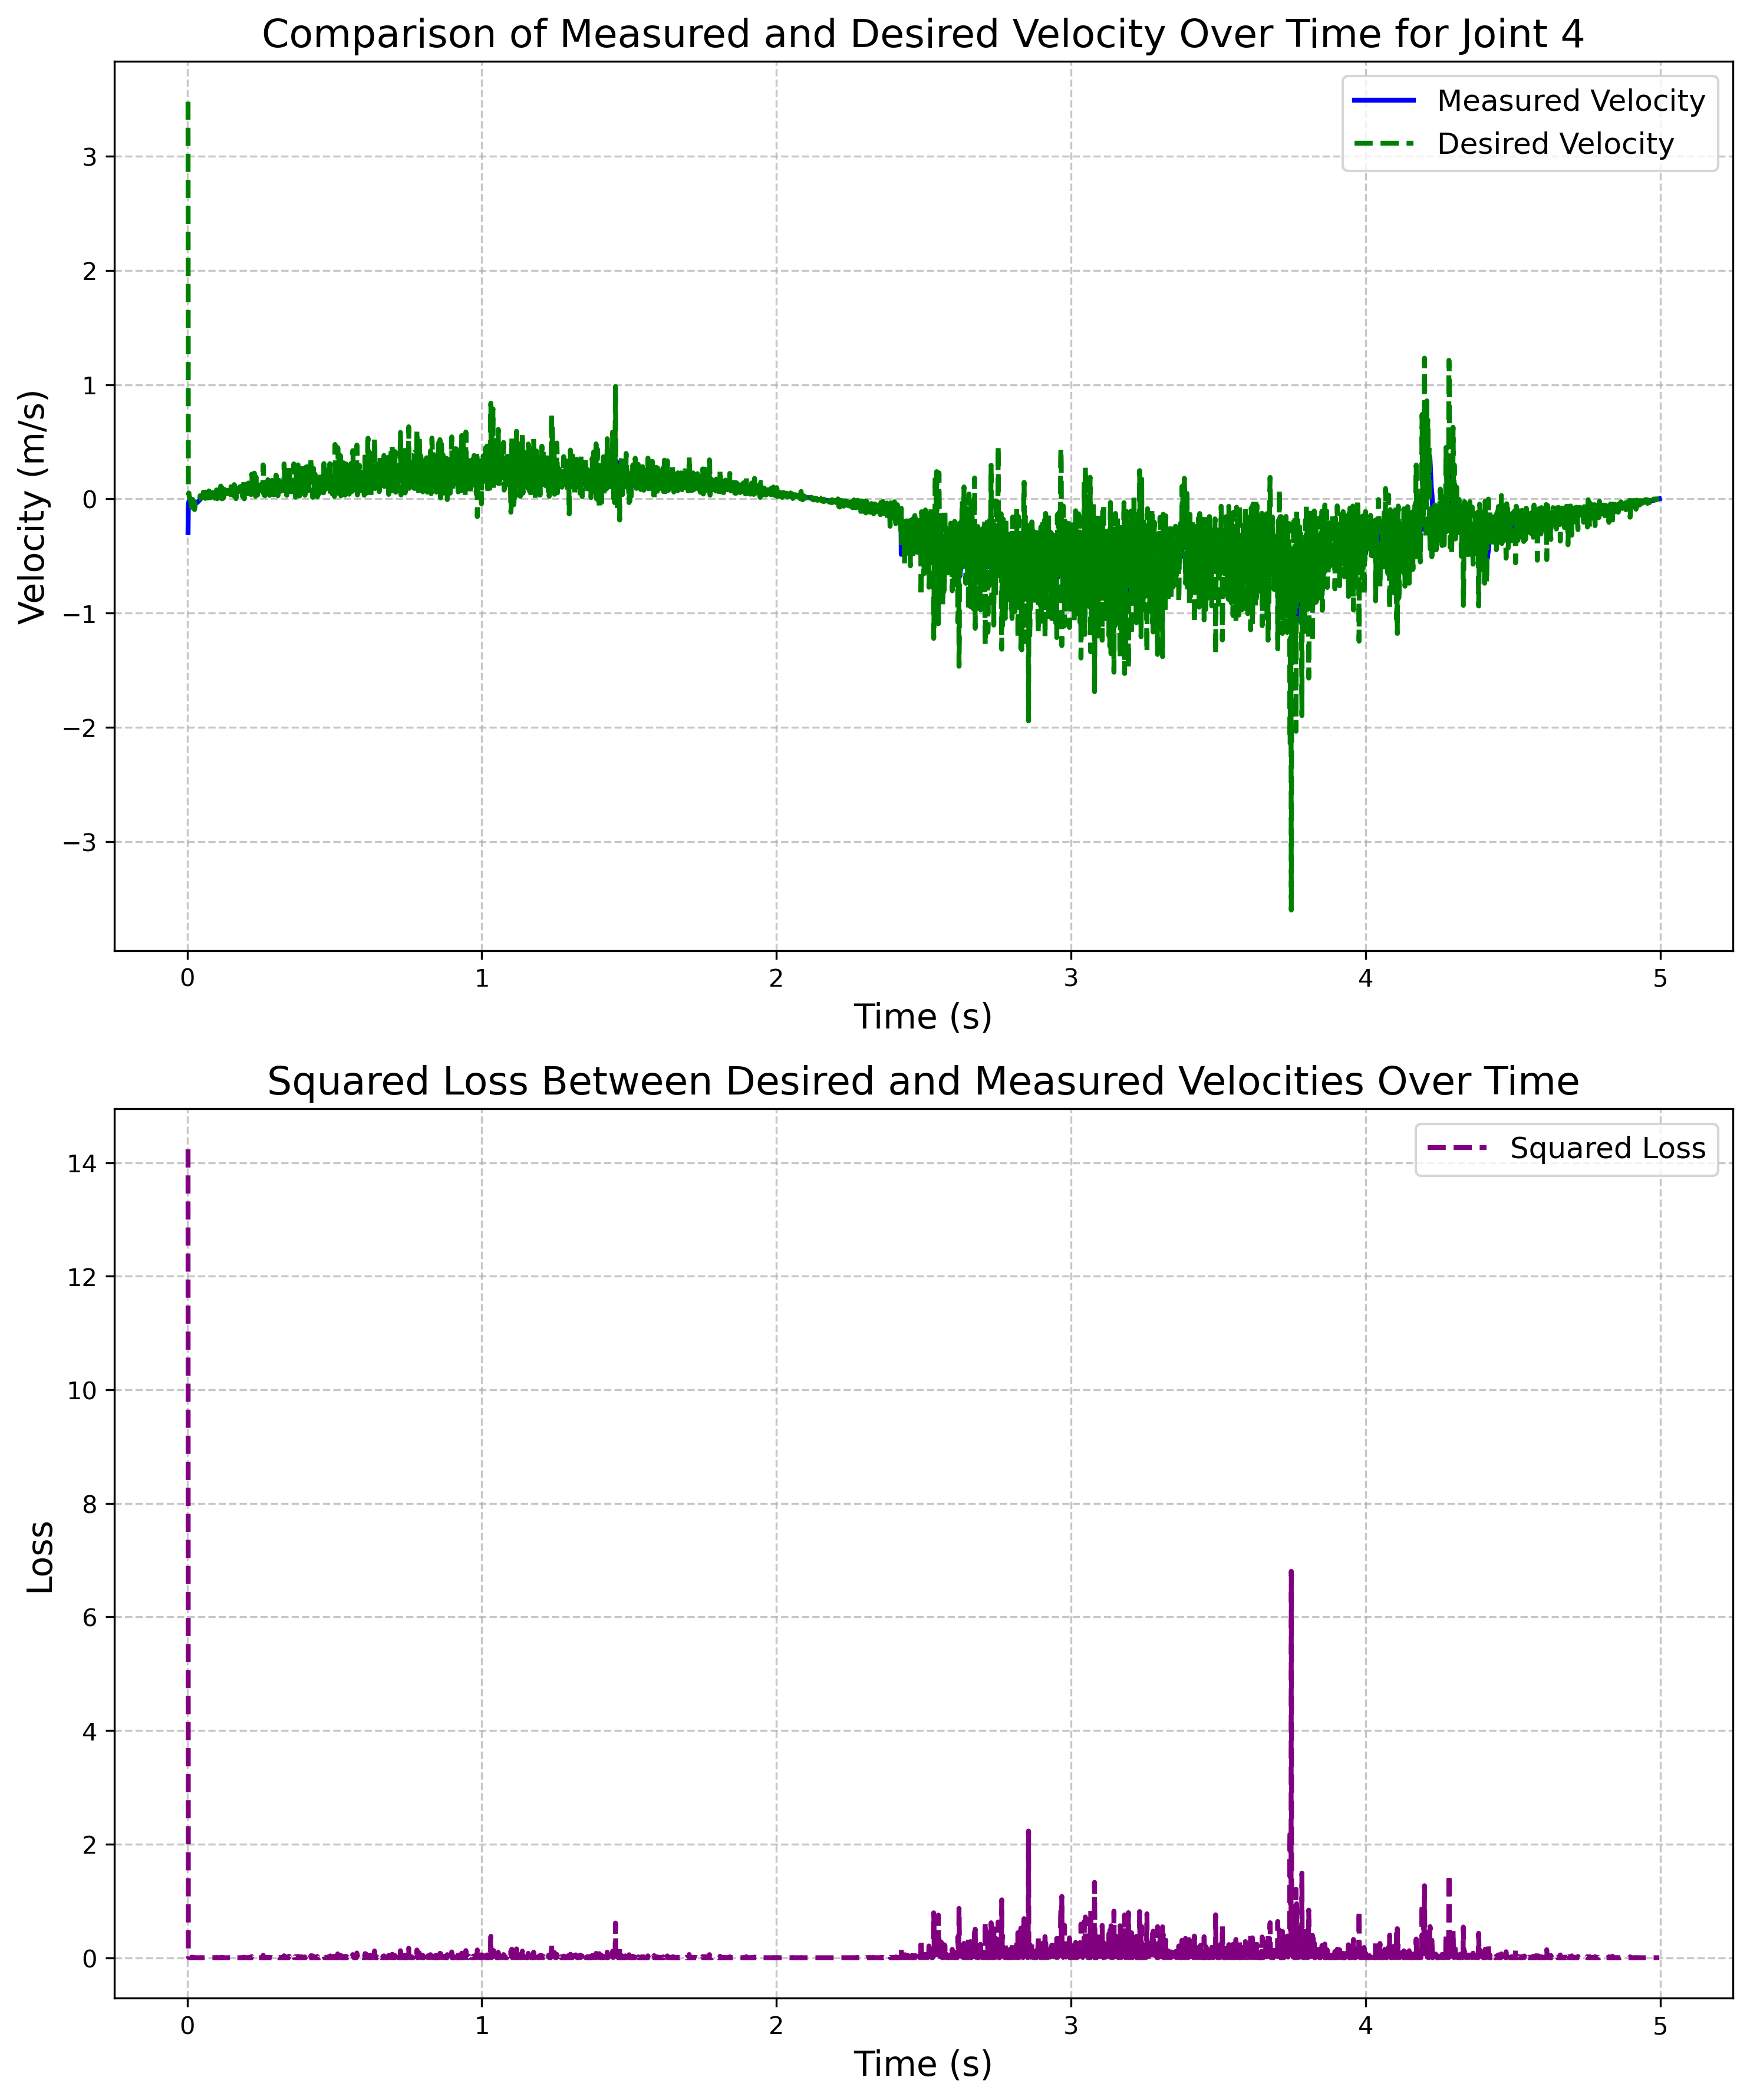 Comparison of Measured and Desired Velocity Over Time for Joint 4
Measured Velocity
Desired Velocity
3
2
1
0
−1
−2
−3
Velocity (m/s)
0 1 2 3 4 5
Time (s)
Squared Loss Between Desired and Measured Velocities Over Time
Squared Loss
14
12
10
8
6
4
2
0
Loss
0 1 2 3 4 5
Time (s)